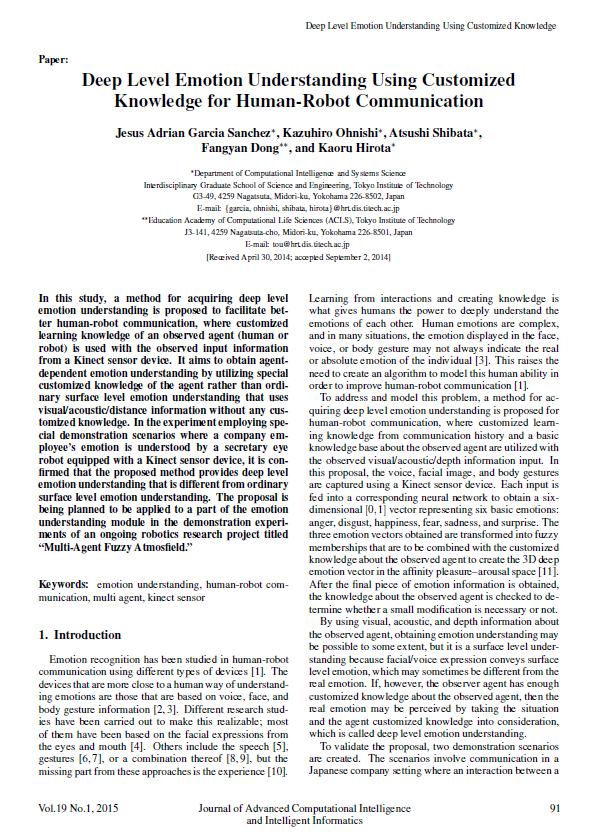 Deep Level Emotion Understanding Using Customized Knowledge
Paper:
Deep Level Emotion Understanding Using Customized
Knowledge for Human-Robot Communication
Jesus Adrian Garcia Sanchez∗, Kazuhiro Ohnishi∗, Atsushi Shibata∗,
Fangyan Dong∗∗, and Kaoru Hirota∗
∗Department of Computational Intelligence and Systems Science
Interdisciplinary Graduate School of Science and Engineering, Tokyo Institute of Technology
G3-49, 4259 Nagatsuta, Midori-ku, Yokohama 226-8502, Japan
E-mail: {garcia, ohnishi, shibata, hirota}@hrt.dis.titech.ac.jp
∗∗Education Academy of Computational Life Sciences (ACLS), Tokyo Institute of Technology
J3-141, 4259 Nagatsuta-cho, Midori-ku, Yokohama 226-8501, Japan
E-mail: tou@hrt.dis.titech.ac.jp
[Received April 30, 2014; accepted September 2, 2014]
In this study, a method for acquiring deep level
emotion understanding is proposed to facilitate bet-
ter human-robot communication, where customized
learning knowledge of an observed agent (human or
robot) is used with the observed input information
from a Kinect sensor device. It aims to obtain agent-
dependent emotion understanding by utilizing special
customized knowledge of the agent rather than ordi-
nary surface level emotion understanding that uses
visual/acoustic/distance information without any cus-
tomized knowledge. In the experiment employing spe-
cial demonstration scenarios where a company em-
ployee's emotion is understood by a secretary eye
robot equipped with a Kinect sensor device, it is con-
firmed that the proposed method provides deep level
emotion understanding that is different from ordinary
surface level emotion understanding. The proposal is
being planned to be applied to a part of the emotion
understanding module in the demonstration experi-
ments of an ongoing robotics research project titled
"Multi-Agent Fuzzy Atmosfield."
Keywords: emotion understanding, human-robot com-
munication, multi agent, kinect sensor
1. Introduction
Emotion recognition has been studied in human-robot
communication using different types of devices [1]. The
devices that are more close to a human way of understand-
ing emotions are those that are based on voice, face, and
body gesture information [2, 3]. Different research stud-
ies have been carried out to make this realizable; most
of them have been based on the facial expressions from
the eyes and mouth [4]. Others include the speech [5],
gestures [6, 7], or a combination thereof [8, 9], but the
missing part from these approaches is the experience [10].
Learning from interactions and creating knowledge is
what gives humans the power to deeply understand the
emotions of each other. Human emotions are complex,
and in many situations, the emotion displayed in the face,
voice, or body gesture may not always indicate the real
or absolute emotion of the individual [3]. This raises the
need to create an algorithm to model this human ability in
order to improve human-robot communication [1].
To address and model this problem, a method for ac-
quiring deep level emotion understanding is proposed for
human-robot communication, where customized learn-
ing knowledge from communication history and a basic
knowledge base about the observed agent are utilized with
the observed visual/acoustic/depth information input. In
this proposal, the voice, facial image, and body gestures
are captured using a Kinect sensor device. Each input is
fed into a corresponding neural network to obtain a six-
dimensional [0, 1] vector representing six basic emotions:
anger, disgust, happiness, fear, sadness, and surprise. The
three emotion vectors obtained are transformed into fuzzy
memberships that are to be combined with the customized
knowledge about the observed agent to create the 3D deep
emotion vector in the affinity pleasure–arousal space [11].
After the final piece of emotion information is obtained,
the knowledge about the observed agent is checked to de-
termine whether a small modification is necessary or not.
By using visual, acoustic, and depth information about
the observed agent, obtaining emotion understanding may
be possible to some extent, but it is a surface level under-
standing because facial/voice expression conveys surface
level emotion, which may sometimes be different from the
real emotion. If, however, the observer agent has enough
customized knowledge about the observed agent, then the
real emotion may be perceived by taking the situation
and the agent customized knowledge into consideration,
which is called deep level emotion understanding.
To validate the proposal, two demonstration scenarios
are created. The scenarios involve communication in a
Japanese company setting where an interaction between a
Vol.19 No.1, 2015
Journal of Advanced Computational Intelligence
and Intelligent Informatics
91